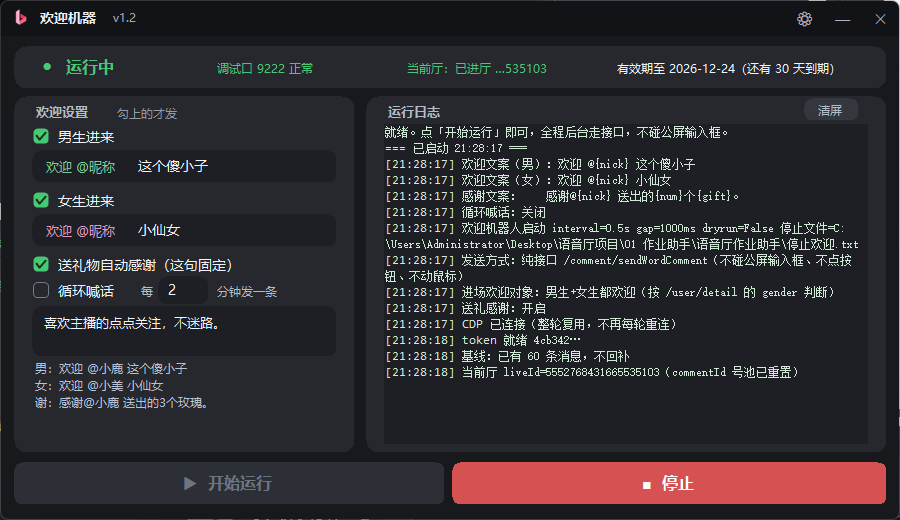 欢迎机器 v1.2
运行中 调试口 9222 正常 当前厅：已进厅 …535103 有效期至 2026-12-24（还有 30 天到期）
欢迎设置 勾上的才发
男生进来
欢迎 @昵称 这个傻小子
女生进来
欢迎 @昵称 小仙女
送礼物自动感谢（这句固定）
循环喊话 每 2 分钟发一条
喜欢主播的点点关注，不迷路。
男：欢迎 @小鹿 这个傻小子
女：欢迎 @小美 小仙女
谢：感谢@小鹿 送出的3个玫瑰。
运行日志 清屏
就绪。点「开始运行」即可，全程后台走接口，不碰公屏输入框。
=== 已启动 21:28:17 ===
[21:28:17] 欢迎文案（男）：欢迎 @{nick} 这个傻小子
[21:28:17] 欢迎文案（女）：欢迎 @{nick} 小仙女
[21:28:17] 感谢文案： 感谢@{nick} 送出的{num}个{gift}。
[21:28:17] 循环喊话：关闭
[21:28:17] 欢迎机器人启动 interval=0.5s gap=1000ms dryrun=False 停止文件=C:
\Users\Administrator\Desktop\语音厅项目\01 作业助手\语音厅作业助手\停止欢迎.txt
[21:28:17] 发送方式：纯接口 /comment/sendWordComment（不碰公屏输入框、不点按
钮、不动鼠标）
[21:28:17] 进场欢迎对象：男生+女生都欢迎（按 /user/detail 的 gender 判断）
[21:28:17] 送礼感谢：开启
[21:28:17] CDP 已连接（整轮复用，不再每轮重连）
[21:28:18] token 就绪 4cb342…
[21:28:18] 基线：已有 60 条消息，不回补
[21:28:18] 当前厅 liveId=5552768431665535103（commentId 号池已重置）
开始运行 停止